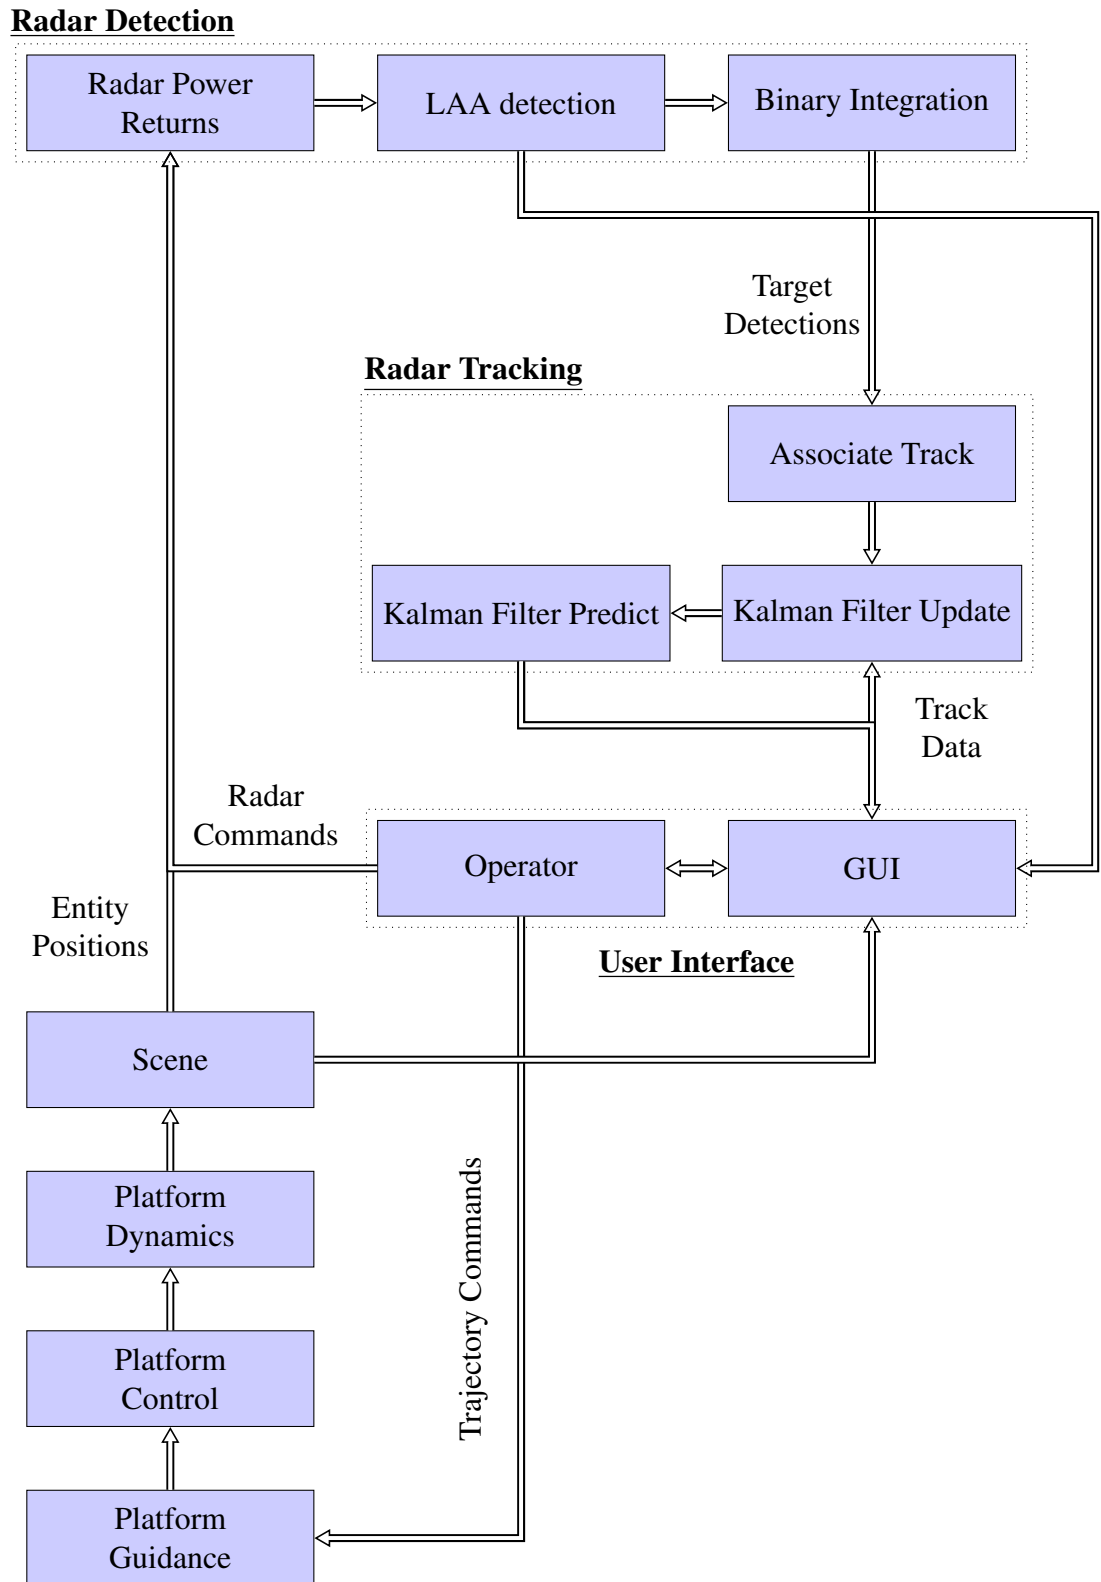 Radar Detection
Radar Power
Returns
LAA detection
Binary Integration
Target
Detections
Radar Tracking
Associate Track
Kalman Filter Predict
Kalman Filter Update
Track
Data
Radar
Commands
Operator
GUI
Entity
Positions
User Interface
Scene
Trajectory Commands
Platform
Dynamics
Platform
Control
Platform
Guidance